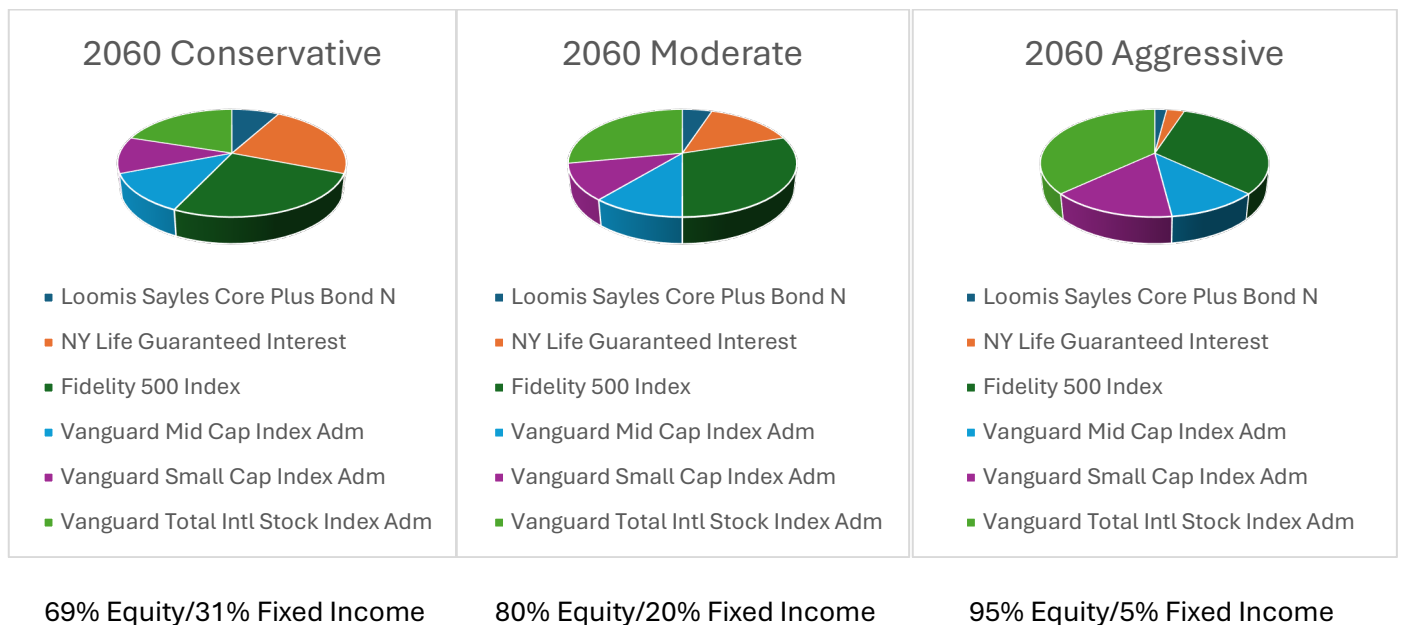 2060 Conservative
Loomis Sayles Core Plus Bond N
NY Life Guaranteed Interest
Fidelity 500 Index
Vanguard Mid Cap Index Adm
Vanguard Small Cap Index Adm
Vanguard Total Intl Stock Index Adm
69% Equity/31% Fixed Income
2060 Moderate
Loomis Sayles Core Plus Bond N
NY Life Guaranteed Interest
Fidelity 500 Index
Vanguard Mid Cap Index Adm
Vanguard Small Cap Index Adm
Vanguard Total Intl Stock Index Adm
80% Equity/20% Fixed Income
2060 Aggressive
Loomis Sayles Core Plus Bond N
NY Life Guaranteed Interest
Fidelity 500 Index
Vanguard Mid Cap Index Adm
Vanguard Small Cap Index Adm
Vanguard Total Intl Stock Index Adm
95% Equity/5% Fixed Income